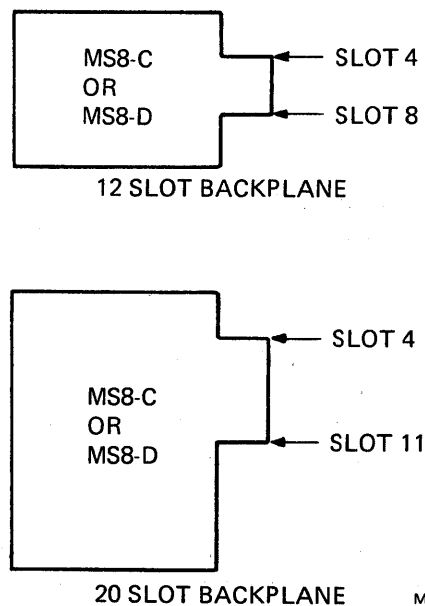 MS8-C
OR
MS8-D
SLOT 4
SLOT 8
12 SLOT BACKPLANE
MS8-C
OR
MS8-D
SLOT 4
SLOT 11
20 SLOT BACKPLANE
M